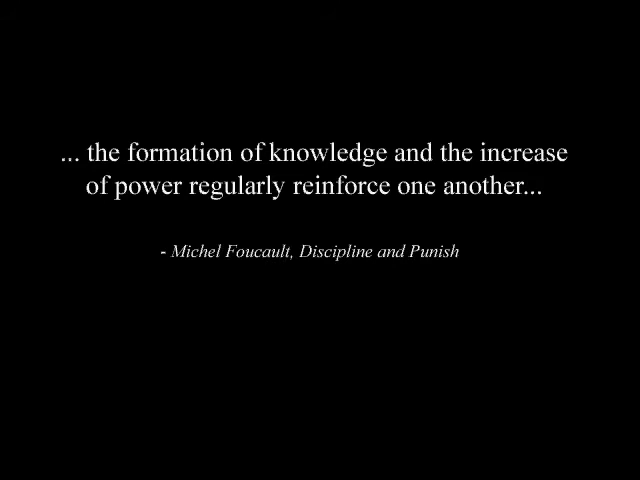 ... the formation of knowledge and the increase
of power regularly reinforce one another...
- Michel Foucault, Discipline and Punish